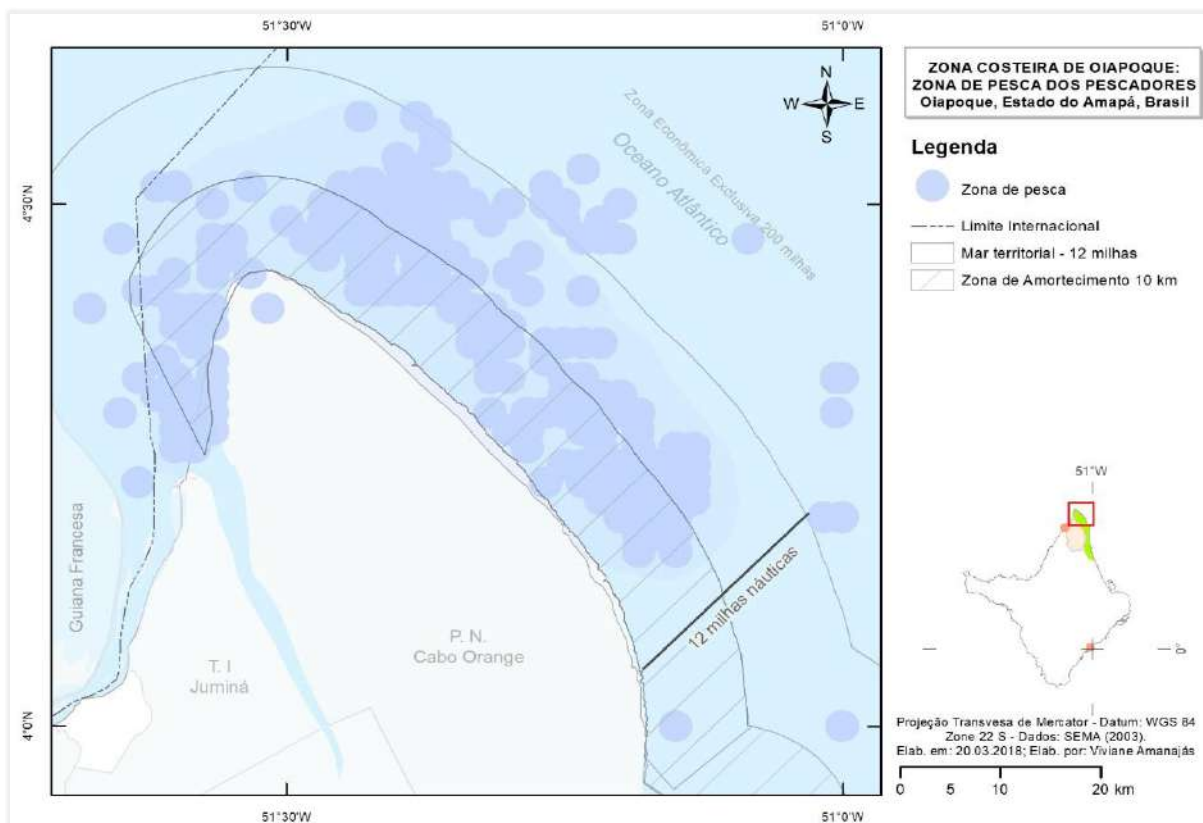 51°30'W
51°0'W
4°30'N
4°0'N
N
W
E
S
Zona Econômica Exclusiva 200 milhas
Oceano Atlântico
Guiana Francesa
12 milhas náuticas
P. N.
Cabo Orange
T. I
Juminá
51°30'W
51°0'W
ZONA COSTEIRA DE OIAPOQUE:
ZONA DE PESCA DOS PESCADORES
Oiapoque, Estado do Amapá, Brasil
Legenda
Zona de pesca
Limite Internacional
Mar territorial - 12 milhas
Zona de Amortecimento 10 km
51°W
0°
Projeção Transvesa de Mercator - Datum: WGS 84
Zone 22 S - Dados: SEMA (2003).
Elab. em: 20.03.2018; Elab. por: Viviane Amanajás
0 5 10 20 km